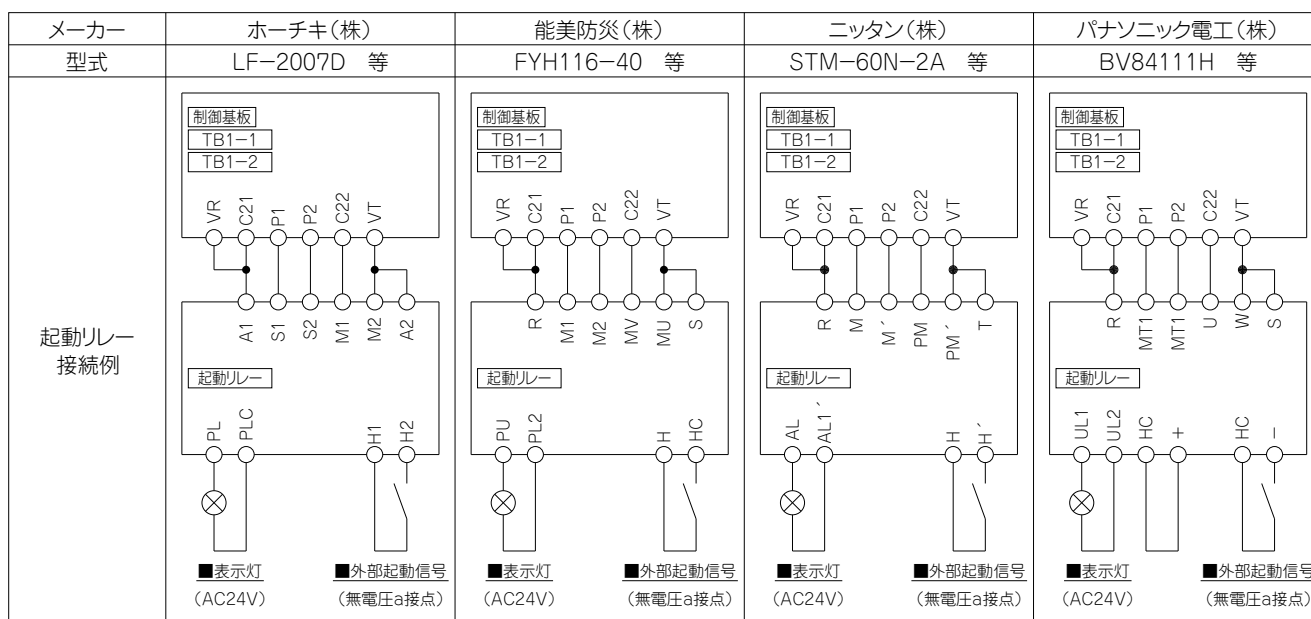 メーカー
ホーチキ(株)
能美防災(株)
ニッタン(株)
パナソニック電工(株)
型式
LF-2007D 等
FYH116-40 等
STM-60N-2A 等
BV84111H 等
起動リレー
接続例
制御基板
TB1-1
TB1-2
VR C21 P1 P2 C22 VT
A1 S1 S2 M1 M2 A2
起動リレー
PL PLC H1 H2
■表示灯 ■外部起動信号
(AC24V) (無電圧a接点)
制御基板
TB1-1
TB1-2
VR C21 P1 P2 C22 VT
R M1 M2 MV MU S
起動リレー
PU PL2 H HC
■表示灯 ■外部起動信号
(AC24V) (無電圧a接点)
制御基板
TB1-1
TB1-2
VR C21 P1 P2 C22 VT
R M M´ PM PM´ T
起動リレー
AL AL1´ H H´
■表示灯 ■外部起動信号
(AC24V) (無電圧a接点)
制御基板
TB1-1
TB1-2
VR C21 P1 P2 C22 VT
R MT1 MT1 U W S
起動リレー
UL1 UL2 HC + HC −
■表示灯 ■外部起動信号
(AC24V) (無電圧a接点)